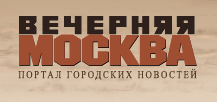 ВЕЧЕРНЯЯ
МОСКВА
ПОРТАЛ ГОРОДСКИХ НОВОСТЕЙ